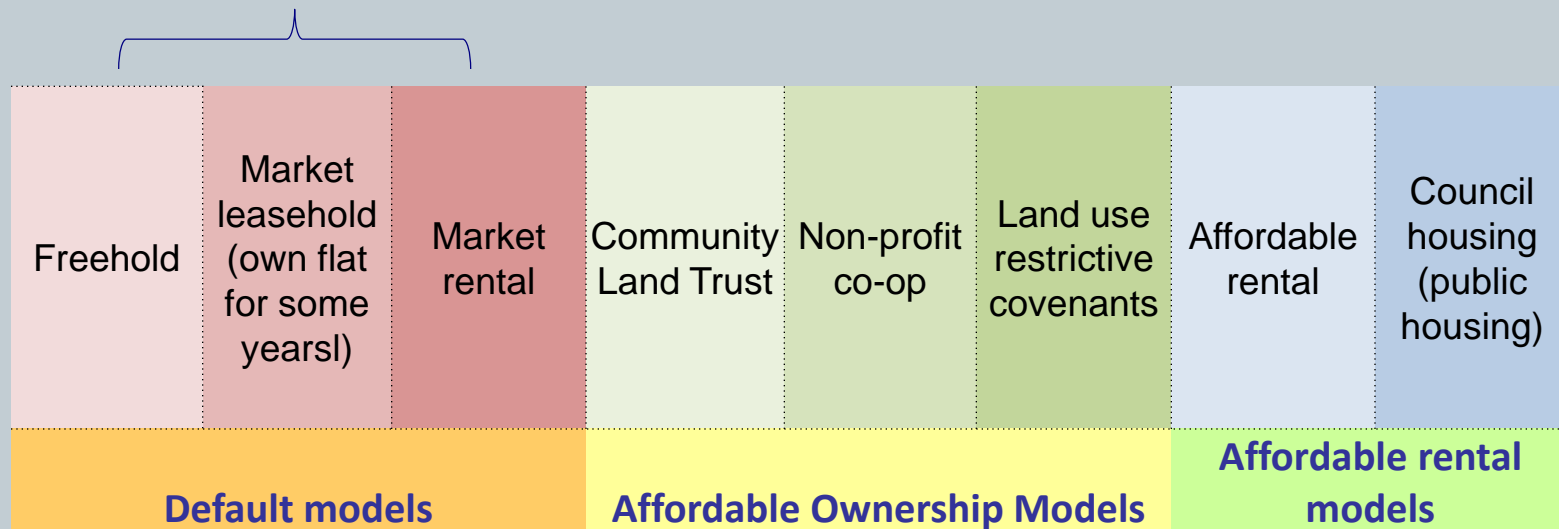 Freehold
Market
leasehold
(own flat
for some
yearsl)
Market
rental
Community
Land Trust
Non-profit
co-op
Land use
restrictive
covenants
Affordable
rental
Council
housing
(public
housing)
Default models
Affordable Ownership Models
Affordable rental
models